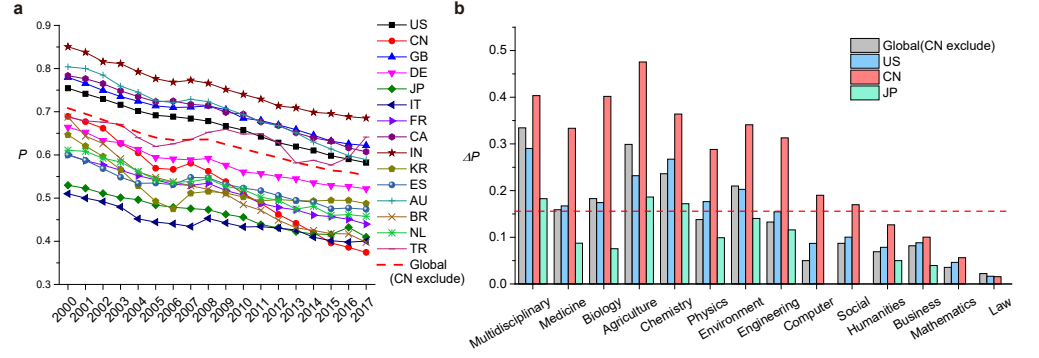 a
0.9
0.8
0.7
0.6
0.5
0.4
0.3
P
2000 2001 2002 2003 2004 2005 2006 2007 2008 2009 2010 2011 2012 2013 2014 2015 2016 2017
US
CN
GB
DE
JP
IT
FR
CA
IN
KR
ES
AU
BR
NL
TR
Global
(CN exclude)
b
0.5
0.4
0.3
0.2
0.1
0.0
ΔP
Global(CN exclude)
US
CN
JP
Multidisciplinary Medicine Biology Agriculture Chemistry Physics Environment Engineering Computer Social Humanities Business Mathematics Law